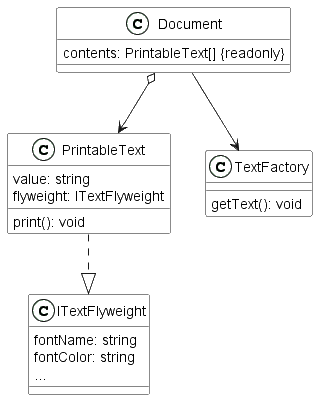 C Document
contents: PrintableText[] {readonly}
C PrintableText
value: string
flyweight: ITextFlyweight
print(): void
C TextFactory
getText(): void
C ITextFlyweight
fontName: string
fontColor: string
...